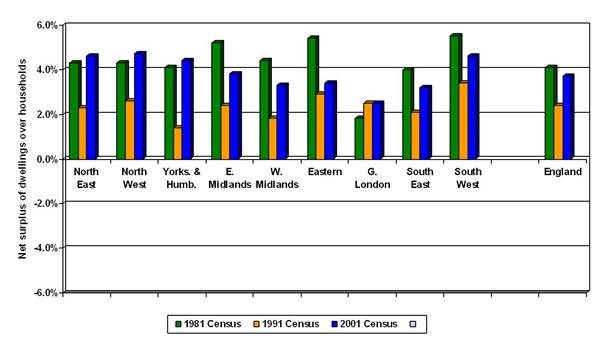 6.0%
4.0%
2.0%
0.0%
-2.0%
-4.0%
-6.0%
Net surplus of dwellings over households
North East
North West
Yorks. & Humb.
E. Midlands
W. Midlands
Eastern
G. London
South East
South West
England
1981 Census 1991 Census 2001 Census